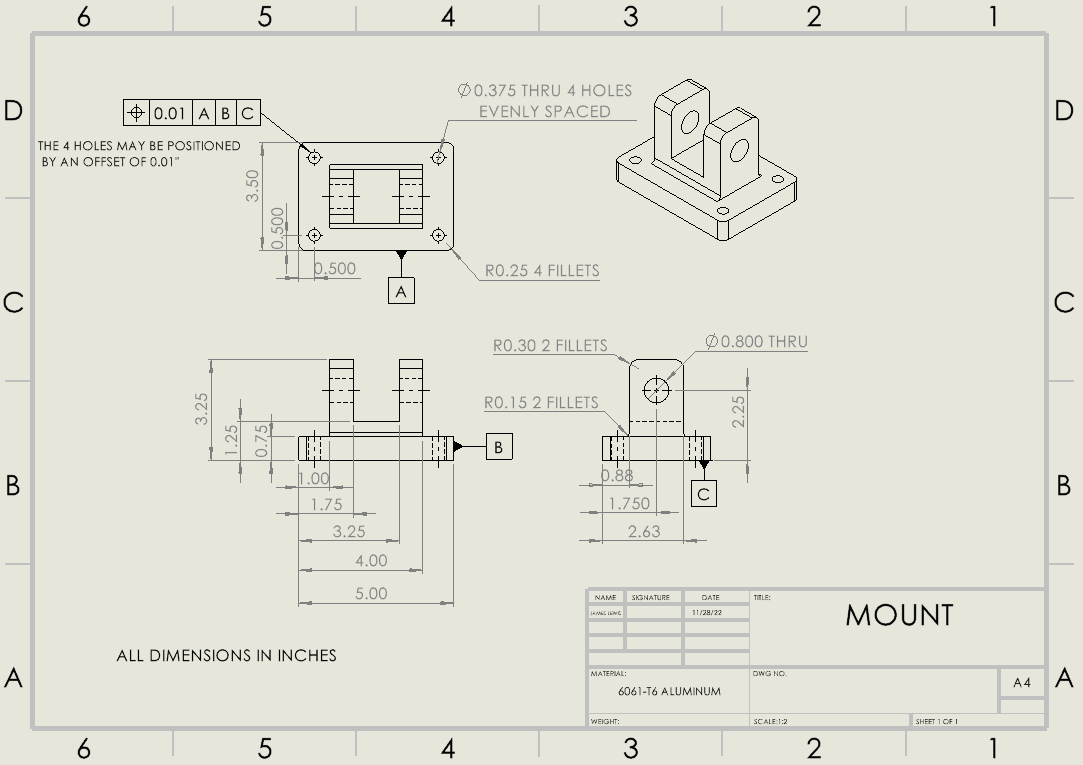 6 5 4 3 2 1
D D
Ø0.375 THRU 4 HOLES
EVENLY SPACED
⌖ 0.01 A B C
THE 4 HOLES MAY BE POSITIONED
BY AN OFFSET OF 0.01"
3.50
0.500
0.500
R0.25 4 FILLETS
A
C C
R0.30 2 FILLETS
Ø0.800 THRU
R0.15 2 FILLETS
3.25
1.25
0.75
2.25
B
B B
1.00
1.75
3.25
4.00
5.00
0.88
1.750
2.63
C
ALL DIMENSIONS IN INCHES
A A
NAME SIGNATURE DATE
JAMES LEWIS 11/28/22
TITLE:
MOUNT
MATERIAL:
6061-T6 ALUMINUM
DWG NO.
A4
WEIGHT:
SCALE:1:2
SHEET 1 OF 1
6 5 4 3 2 1